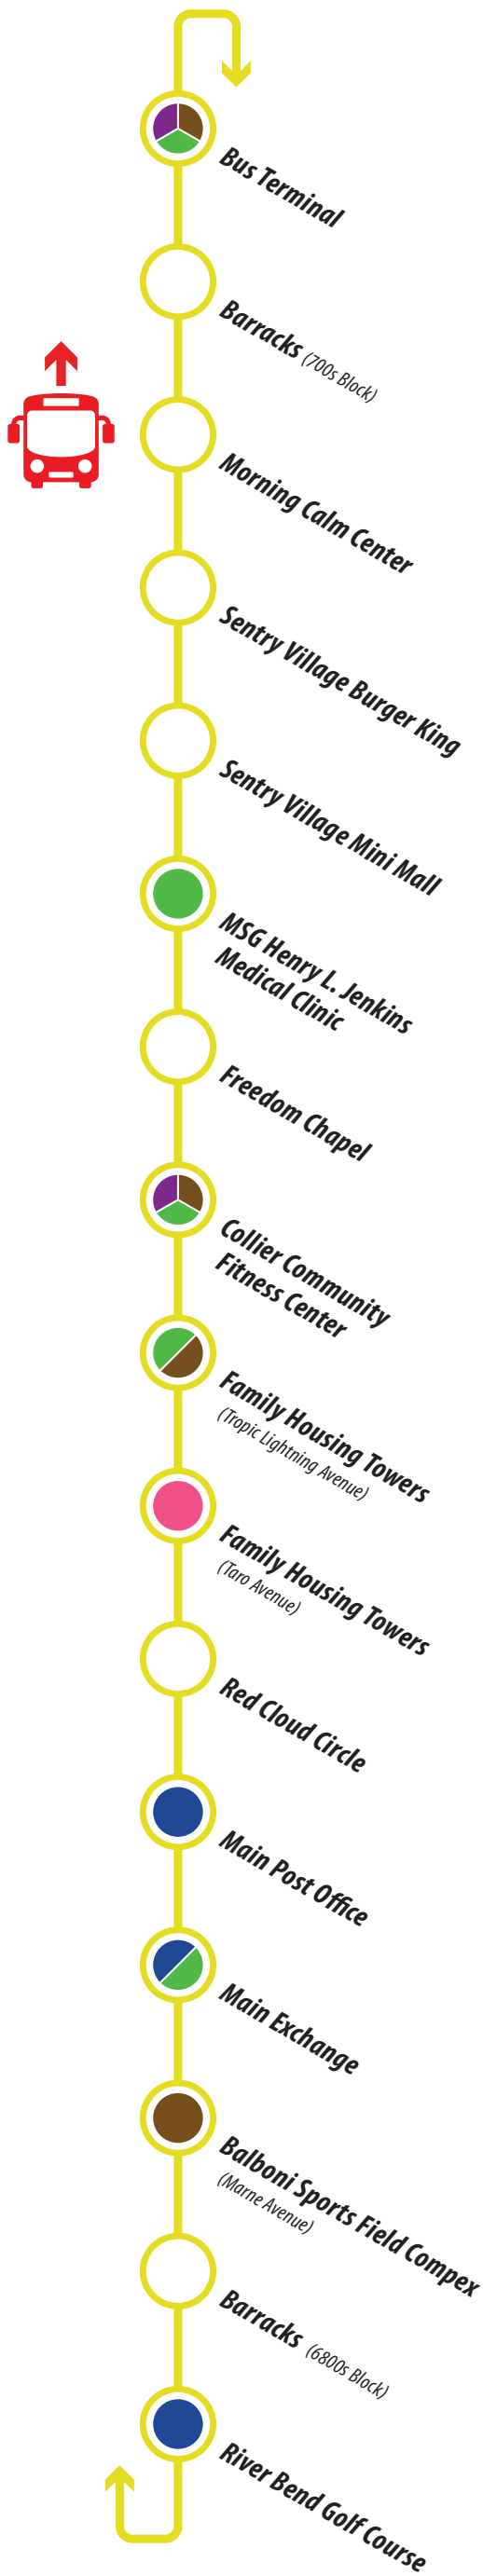 Bus Terminal
Barracks (700s Block)
Morning Calm Center
Sentry Village Burger King
Sentry Village Mini Mall
MSG Henry L. Jenkins
Medical Clinic
Freedom Chapel
Collier Community
Fitness Center
Family Housing Towers
(Tropic Lightning Avenue)
Family Housing Towers
(Taro Avenue)
Red Cloud Circle
Main Post Office
Main Exchange
Balboni Sports Field Compex
(Marne Avenue)
Barracks (6800s Block)
River Bend Golf Course